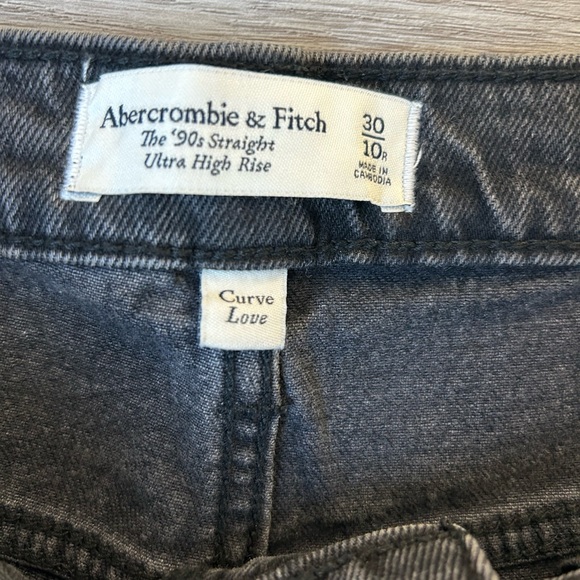 Abercrombie & Fitch
The '90s Straight
Ultra High Rise
30
10R
MADE IN
CAMBODIA
Curve
Love